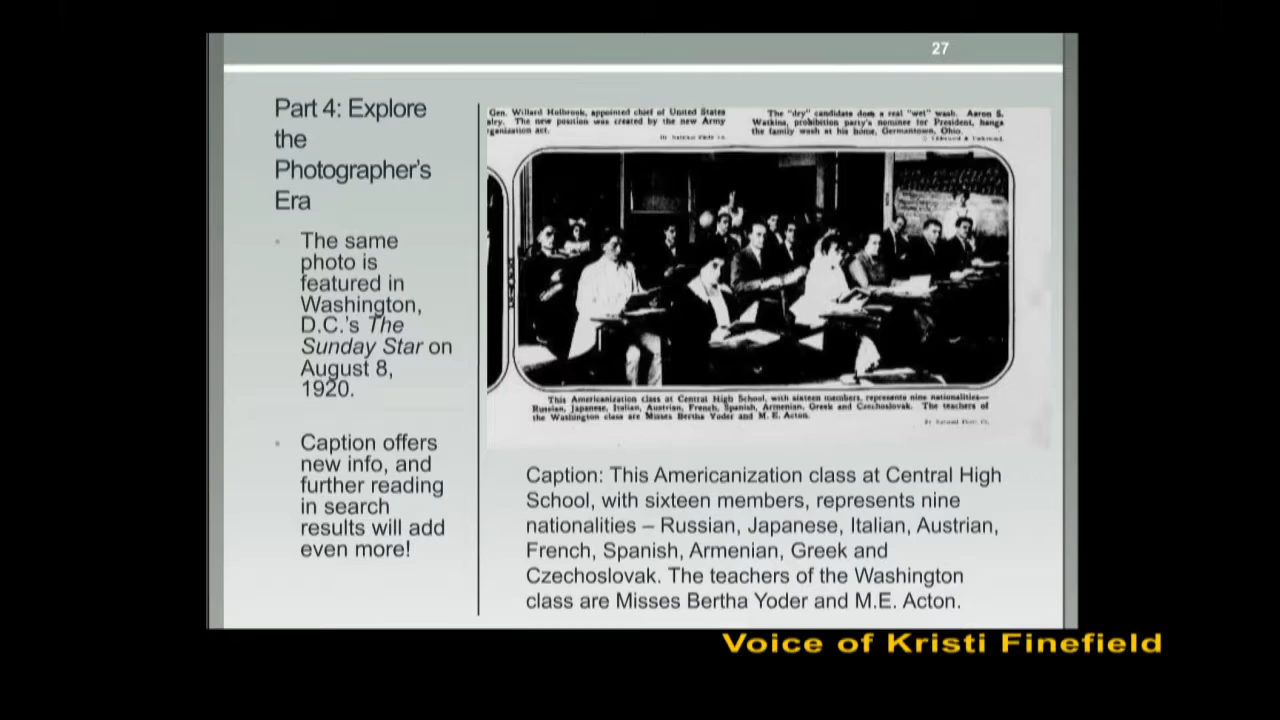 27
Part 4: Explore
the
Photographer's
Era
• The same
photo is
featured in
Washington,
D.C.'s The
Sunday Star on
August 8,
1920.
• Caption offers
new info, and
further reading
in search
results will add
even more!
Gen. Willard Holbrook, appointed chief of United States
alry. The new position was created by the new Army
rganization act.
By National Photo Co.
The "dry" candidate does a real "wet" wash. Aaron S.
Watkins, prohibition party's nominee for President, hangs
the family wash at his home, Germantown, Ohio.
This Americanization class at Central High School, with sixteen members, represents nine nationalities—
Russian, Japanese, Italian, Austrian, French, Spanish, Armenian, Greek and Czechoslovak. The teachers of
the Washington class are Misses Bertha Yoder and M. E. Acton.
By National Photo Co.
Caption: This Americanization class at Central High
School, with sixteen members, represents nine
nationalities – Russian, Japanese, Italian, Austrian,
French, Spanish, Armenian, Greek and
Czechoslovak. The teachers of the Washington
class are Misses Bertha Yoder and M.E. Acton.
Voice of Kristi Finefield